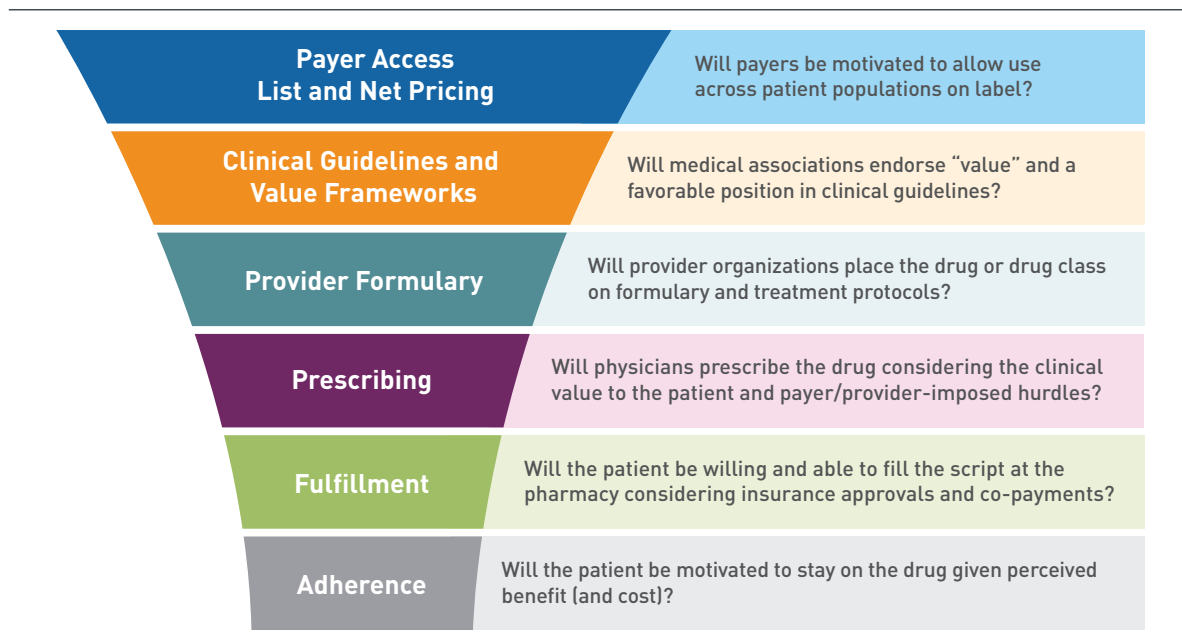 Payer Access
List and Net Pricing
Will payers be motivated to allow use
across patient populations on label?
Clinical Guidelines and
Value Frameworks
Will medical associations endorse “value” and a
favorable position in clinical guidelines?
Provider Formulary
Will provider organizations place the drug or drug class
on formulary and treatment protocols?
Prescribing
Will physicians prescribe the drug considering the clinical
value to the patient and payer/provider-imposed hurdles?
Fulfillment
Will the patient be willing and able to fill the script at the
pharmacy considering insurance approvals and co-payments?
Adherence
Will the patient be motivated to stay on the drug given perceived
benefit (and cost)?